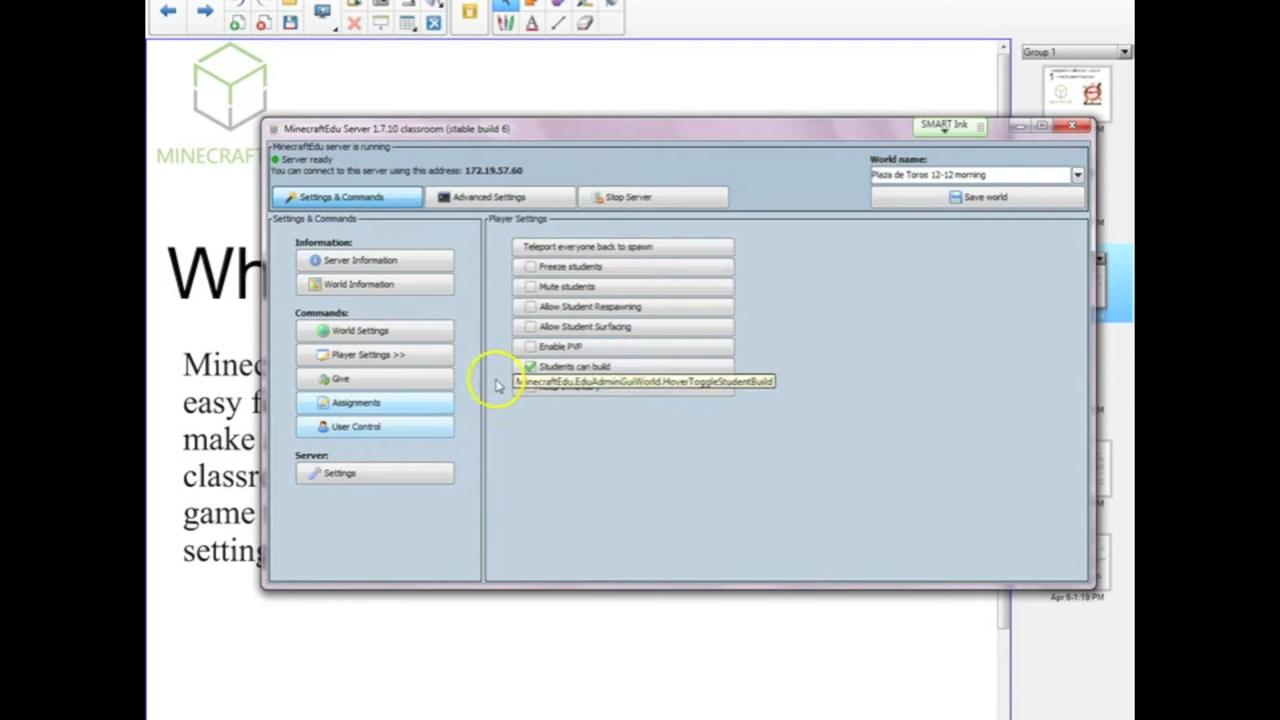 Group 1
MINECRAFT
SMART Ink
MinecraftEdu Server 1.7.10 classroom (stable build 6)
MinecraftEdu server is running
Server ready
You can connect to this server using this address: 172.19.57.60
World name:
Plaza de Toros 12-12 morning
Settings & Commands
Advanced Settings
Stop Server
Save world
Settings & Commands
Player Settings
Information:
Server Information
World Information
Commands:
World Settings
Player Settings >>
Give
Assignments
User Control
Server:
Settings
Teleport everyone back to spawn
Freeze students
Mute students
Allow Student Respawning
Allow Student Surfacing
Enable PVP
Students can build
MinecraftEdu.EduAdminGuiWorld.HoverToggleStudentBuild
Wh
Minec
easy f
make
classr
game
setting
Apr 6-1:19 PM